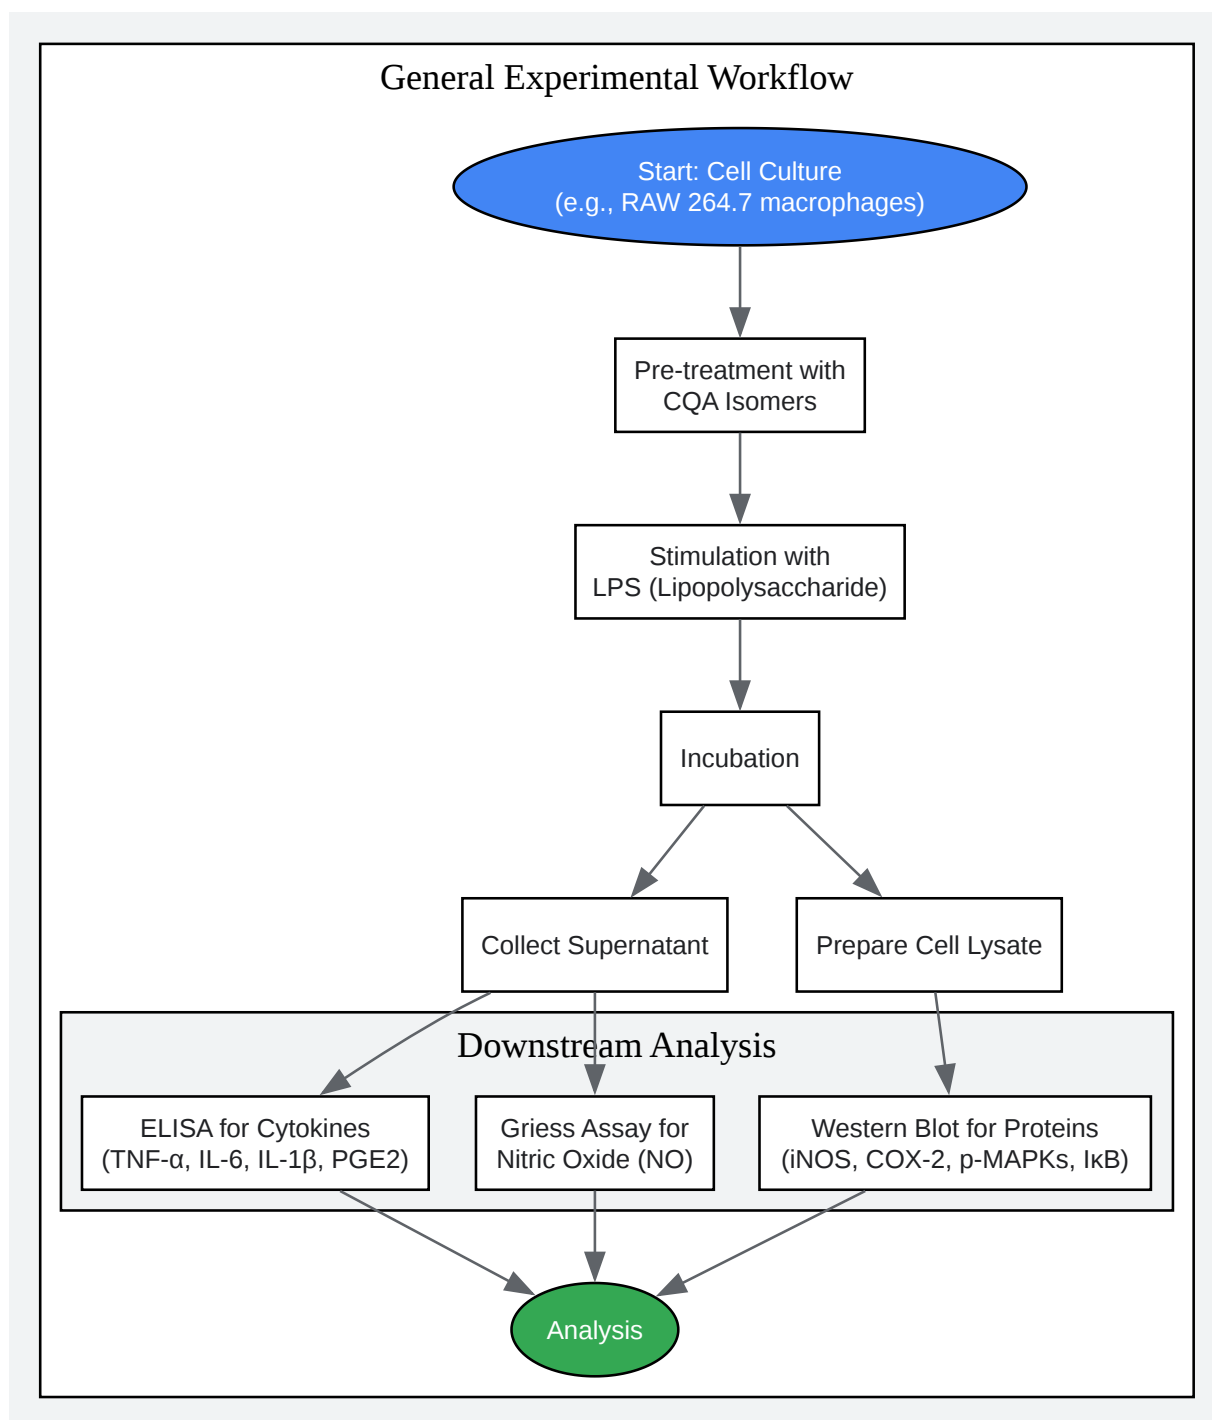 General Experimental Workflow
Start: Cell Culture
(e.g., RAW 264.7 macrophages)
Pre-treatment with
CQA Isomers
Stimulation with
LPS (Lipopolysaccharide)
Incubation
Collect Supernatant
Prepare Cell Lysate
Downstream Analysis
ELISA for Cytokines
(TNF-α, IL-6, IL-1β, PGE2)
Griess Assay for
Nitric Oxide (NO)
Western Blot for Proteins
(iNOS, COX-2, p-MAPKs, IκB)
Analysis